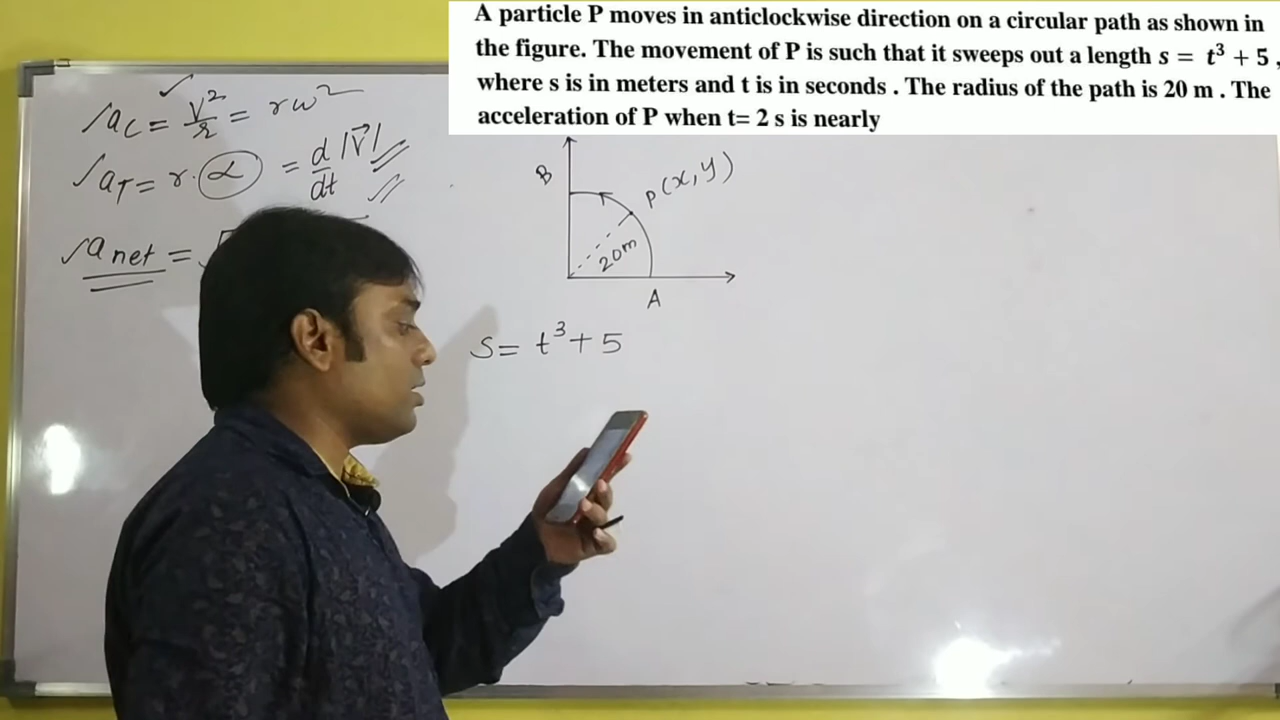 A particle P moves in anticlockwise direction on a circular path as shown in
the figure. The movement of P is such that it sweeps out a length s = t³ + 5 ,
where s is in meters and t is in seconds . The radius of the path is 20 m . The
acceleration of P when t= 2 s is nearly
a_c = v²/r = rω²
a_T = r.α = d/dt |v⃗|
a_net = √
B
P(x,y)
20m
A
s= t³+5